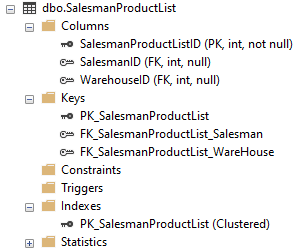 dbo.SalesmanProductList
Columns
SalesmanProductListID (PK, int, not null)
SalesmanID (FK, int, null)
WarehouseID (FK, int, null)
Keys
PK_SalesmanProductList
FK_SalesmanProductList_Salesman
FK_SalesmanProductList_WareHouse
Constraints
Triggers
Indexes
PK_SalesmanProductList (Clustered)
Statistics